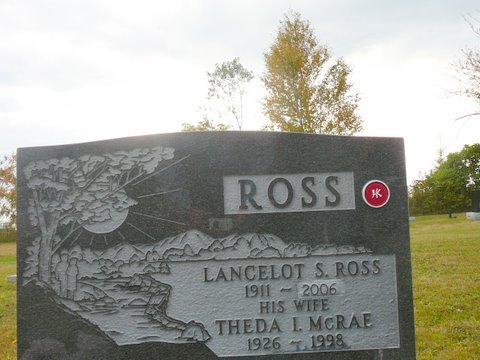 ROSS
LANCELOT S. ROSS
1911 ~ 2006
HIS WIFE
THEDA I. McRAE
1926 ~ 1998